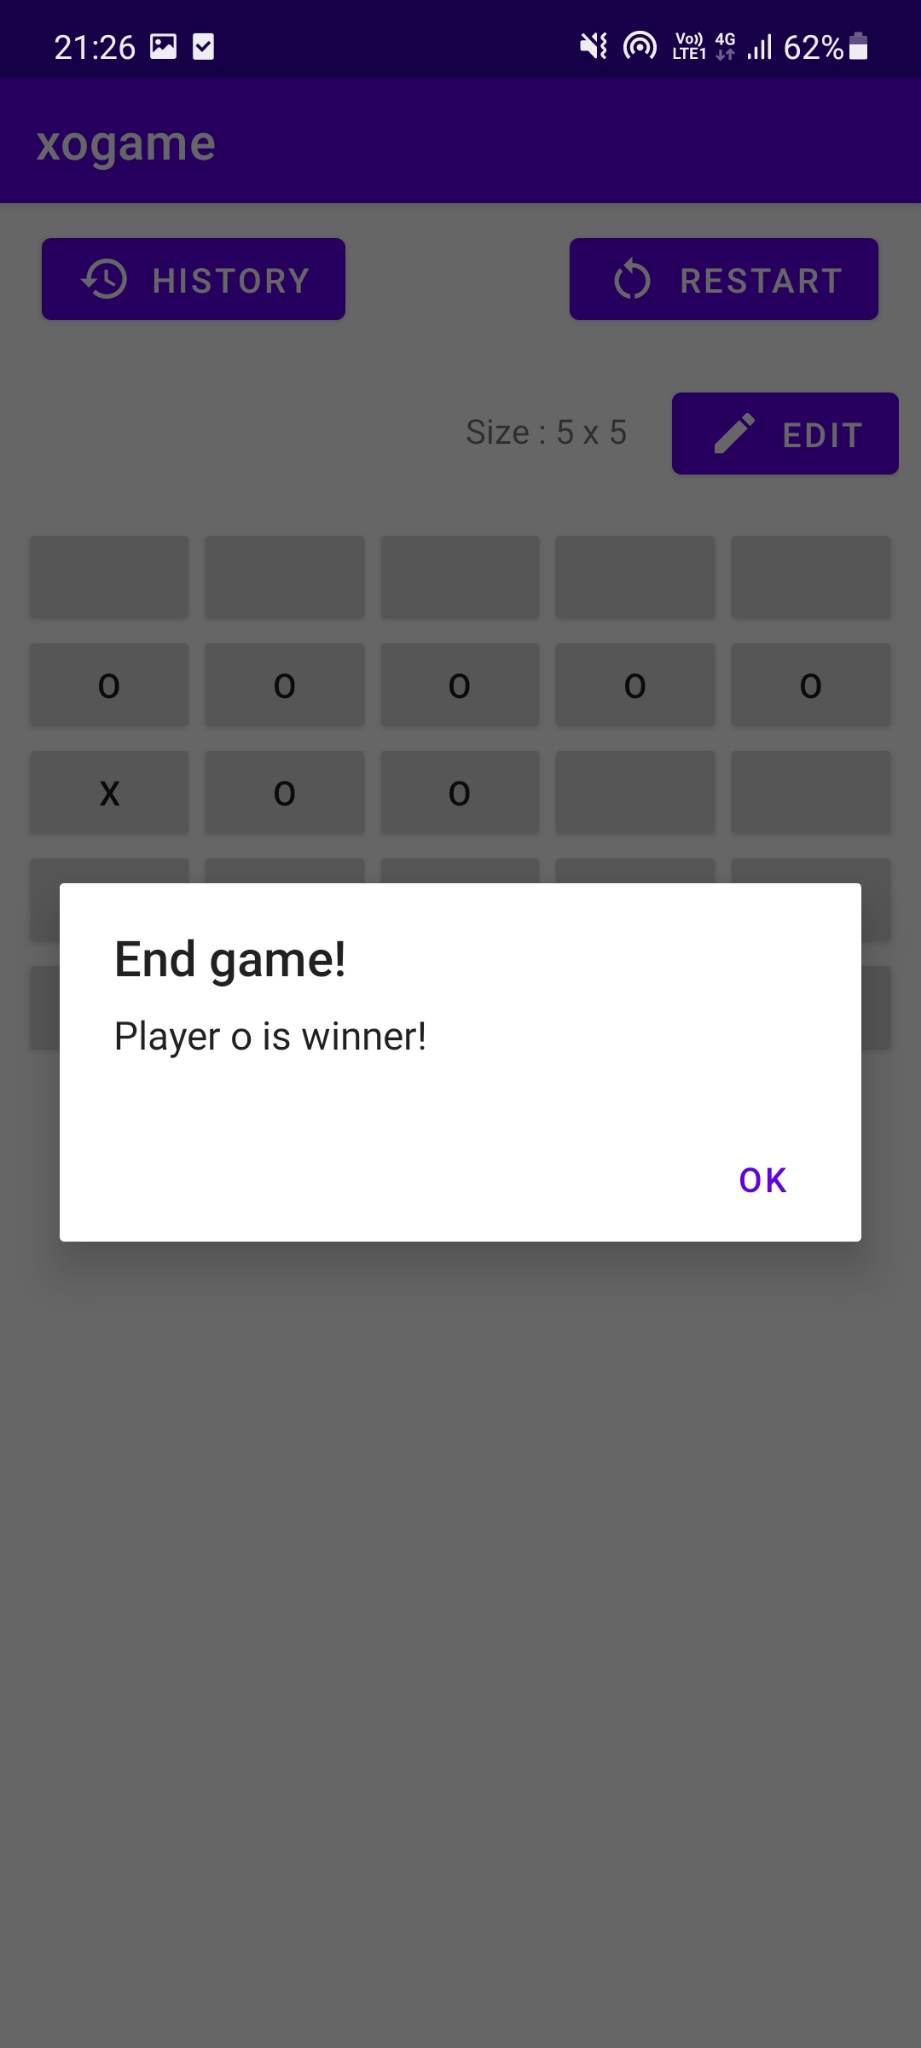 21:26 Vo)) LTE1 4G 62%
xogame
HISTORY RESTART
Size : 5 x 5 EDIT
o o o o o
x o o
End game!
Player o is winner!
OK